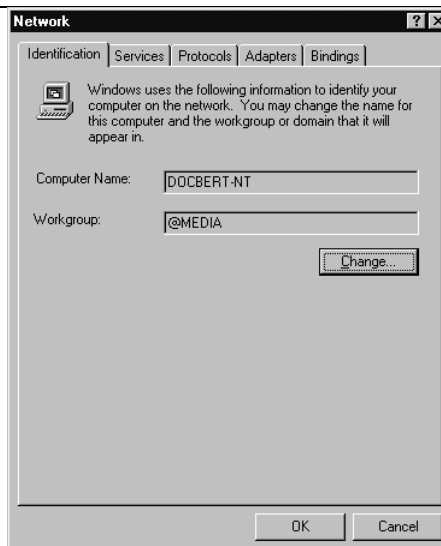 Network
Identification Services Protocols Adapters Bindings
Windows uses the following information to identify your
computer on the network. You may change the name for
this computer and the workgroup or domain that it will
appear in.
Computer Name: DOCBERT-NT
Workgroup: @MEDIA
Change...
OK Cancel